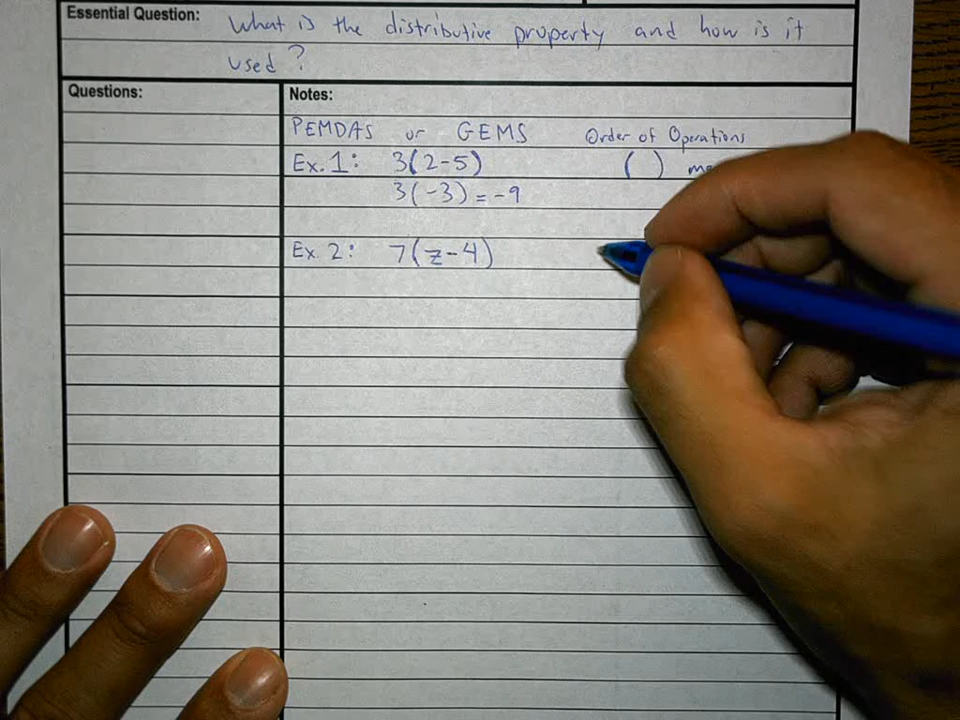 Essential Question: What is the distributive property and how is it
used?
Questions:
Notes:
PEMDAS or GEMS Order of Operations
Ex. 1: 3(2-5) ( )
3(-3) = -9
Ex. 2: 7(z-4)